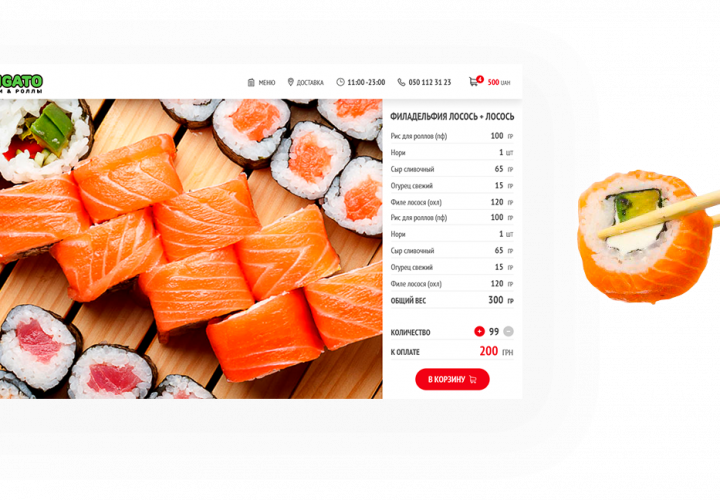 IGATO
И & РОЛЛЫ
МЕНЮ
ДОСТАВКА
11:00 -23:00
050 112 31 23
4
500 UAH
ФИЛАДЕЛЬФИЯ ЛОСОСЬ + ЛОСОСЬ
Рис для роллов (пф) 100 ГР
Нори 1 ШТ
Сыр сливочный 65 ГР
Огурец свежий 15 ГР
Филе лосося (охл) 120 ГР
Рис для роллов (пф) 100 ГР
Нори 1 ШТ
Сыр сливочный 65 ГР
Огурец свежий 15 ГР
Филе лосося (охл) 120 ГР
ОБЩИЙ ВЕС 300 ГР
КОЛИЧЕСТВО + 99 −
К ОПЛАТЕ 200 ГРН
В КОРЗИНУ